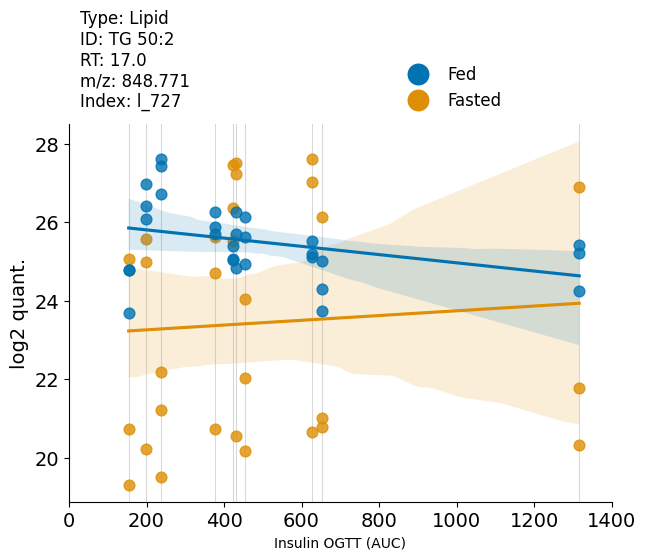 Type: Lipid
ID: TG 50:2
RT: 17.0
m/z: 848.771
Index: l_727
Fed
Fasted
28
26
24
22
20
log2 quant.
0 200 400 600 800 1000 1200 1400
Insulin OGTT (AUC)